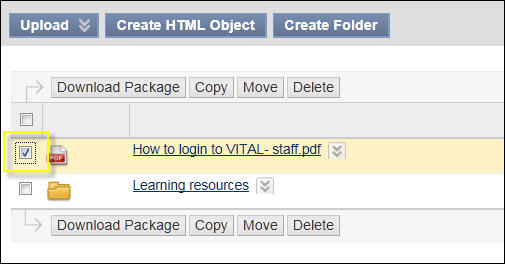 Upload Create HTML Object Create Folder
Download Package Copy Move Delete
PDF How to login to VITAL- staff.pdf
Learning resources
Download Package Copy Move Delete